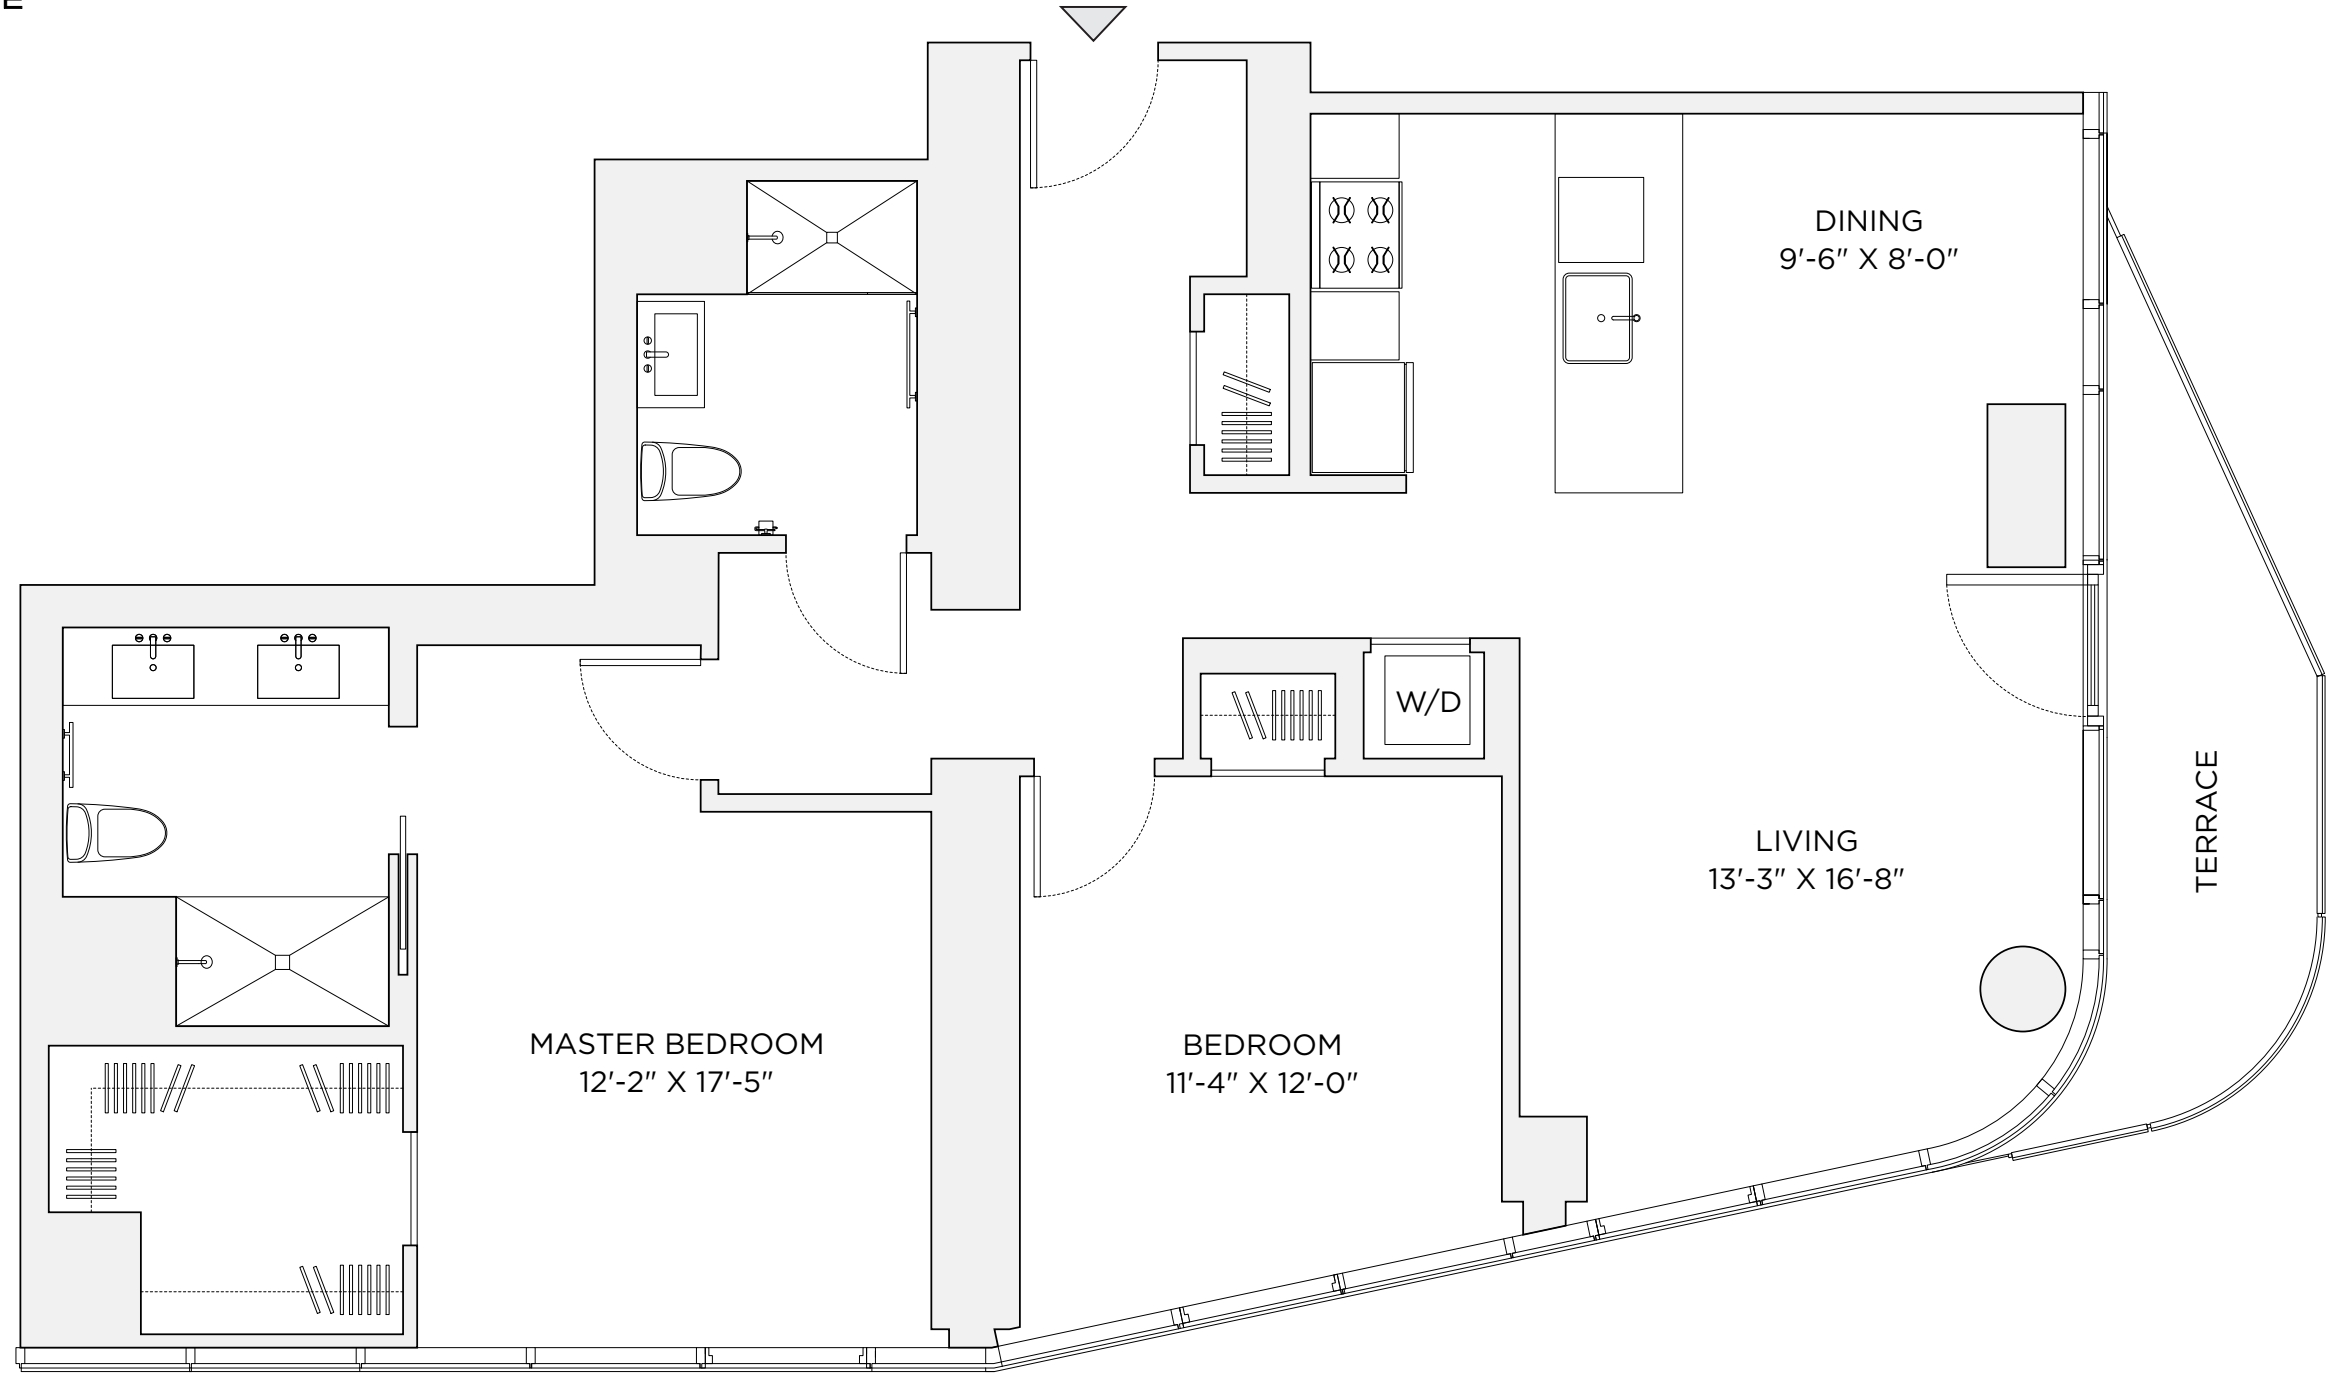 E
DINING
9'-6" X 8'-0"
W/D
LIVING
13'-3" X 16'-8"
TERRACE
MASTER BEDROOM
12'-2" X 17'-5"
BEDROOM
11'-4" X 12'-0"